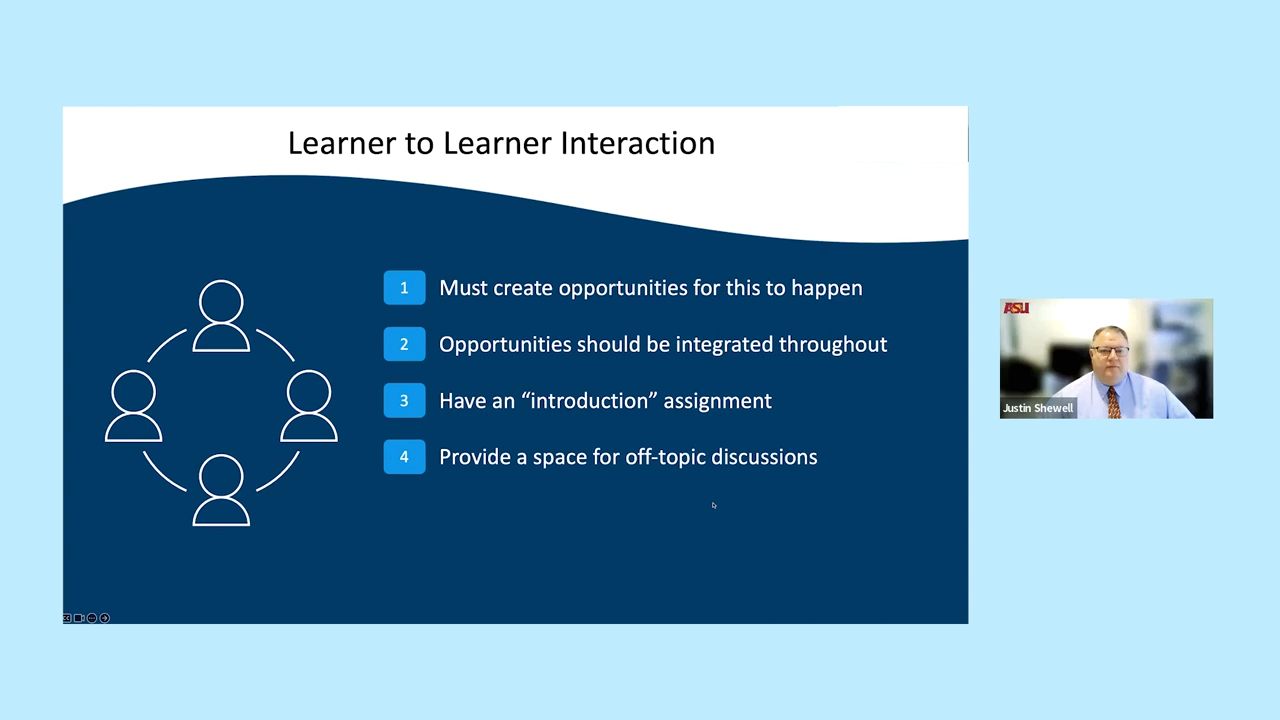 Learner to Learner Interaction
1 Must create opportunities for this to happen
2 Opportunities should be integrated throughout
3 Have an “introduction” assignment
4 Provide a space for off-topic discussions
ASU
Justin Shewell